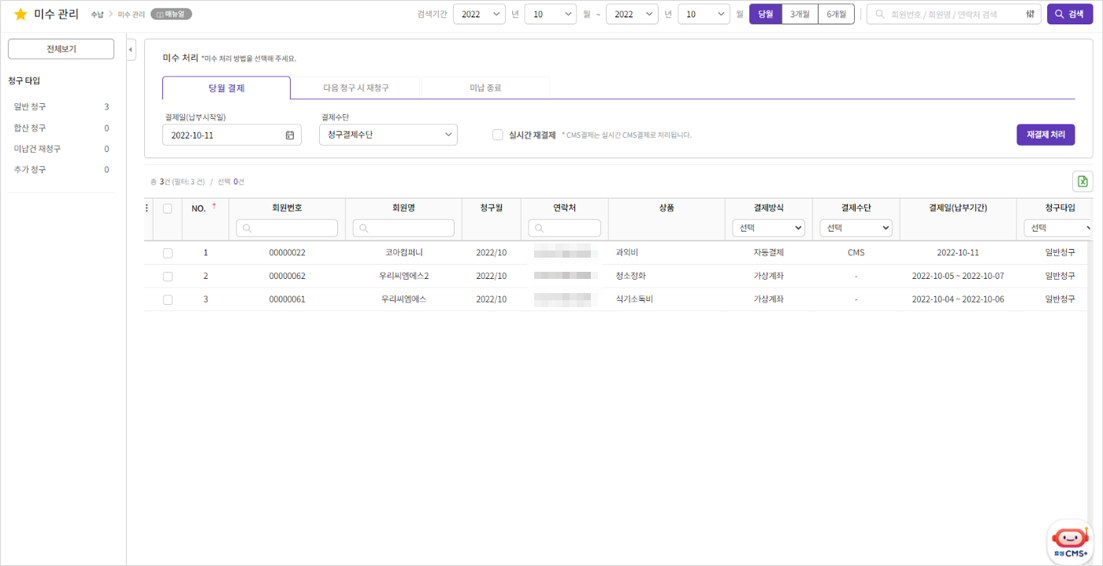 미수 관리 수납 > 미수 관리 매뉴얼 검색기간 2022 년 10 월 ~ 2022 년 10 월 당월 3개월 6개월 회원번호 / 회원명 / 연락처 검색 검색
전체보기
청구 타입
일반 청구 3
합산 청구 0
미납건 재청구 0
추가 청구 0
미수 처리 *미수 처리 방법을 선택해 주세요.
당월 결제 다음 청구 시 재청구 미납 종료
결제일(납부시작일) 결제수단
2022-10-11 청구결제수단 실시간 재결제 * CMS결제는 실시간 CMS결제로 처리됩니다. 재결제 처리
총 3건 (필터: 3 건) / 선택 0건
NO. 회원번호 회원명 청구월 연락처 상품 결제방식 결제수단 결제일(납부기간) 청구타입
선택 선택 선택
1 00000022 코아컴퍼니 2022/10 과외비 자동결제 CMS 2022-10-11 일반청구
2 00000062 우리씨엠에스2 2022/10 청소정화 가상계좌 - 2022-10-05 ~ 2022-10-07 일반청구
3 00000061 우리씨엠에스 2022/10 식기소독비 가상계좌 - 2022-10-04 ~ 2022-10-06 일반청구
CMS+